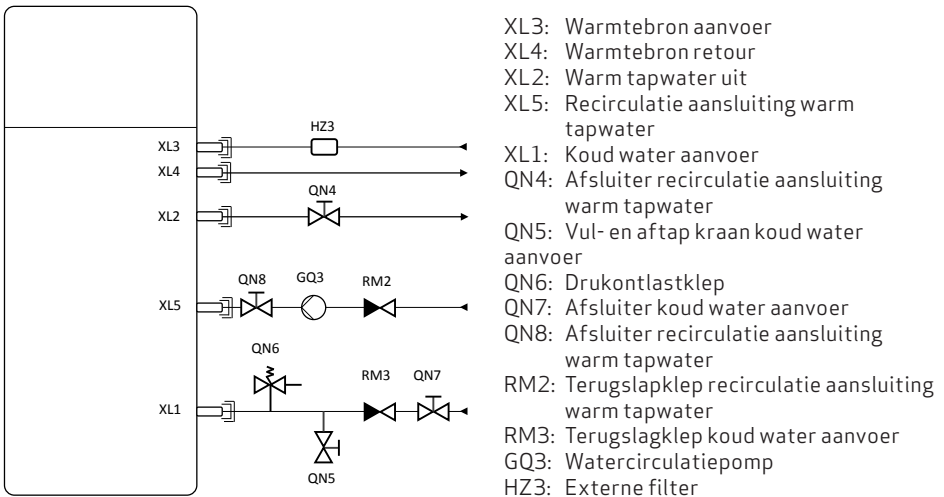 HZ3
XL3
XL4
QN4
XL2
QN8
GQ3
RM2
XL5
QN6
RM3
QN7
XL1
QN5
XL3: Warmtebron aanvoer
XL4: Warmtebron retour
XL2: Warm tapwater uit
XL5: Recirculatie aansluiting warm
tapwater
XL1: Koud water aanvoer
QN4: Afsluiter recirculatie aansluiting
warm tapwater
QN5: Vul- en aftap kraan koud water
aanvoer
QN6: Drukontlastklep
QN7: Afsluiter koud water aanvoer
QN8: Afsluiter recirculatie aansluiting
warm tapwater
RM2: Terugslapklep recirculatie aansluiting
warm tapwater
RM3: Terugslagklep koud water aanvoer
GQ3: Watercirculatiepomp
HZ3: Externe filter